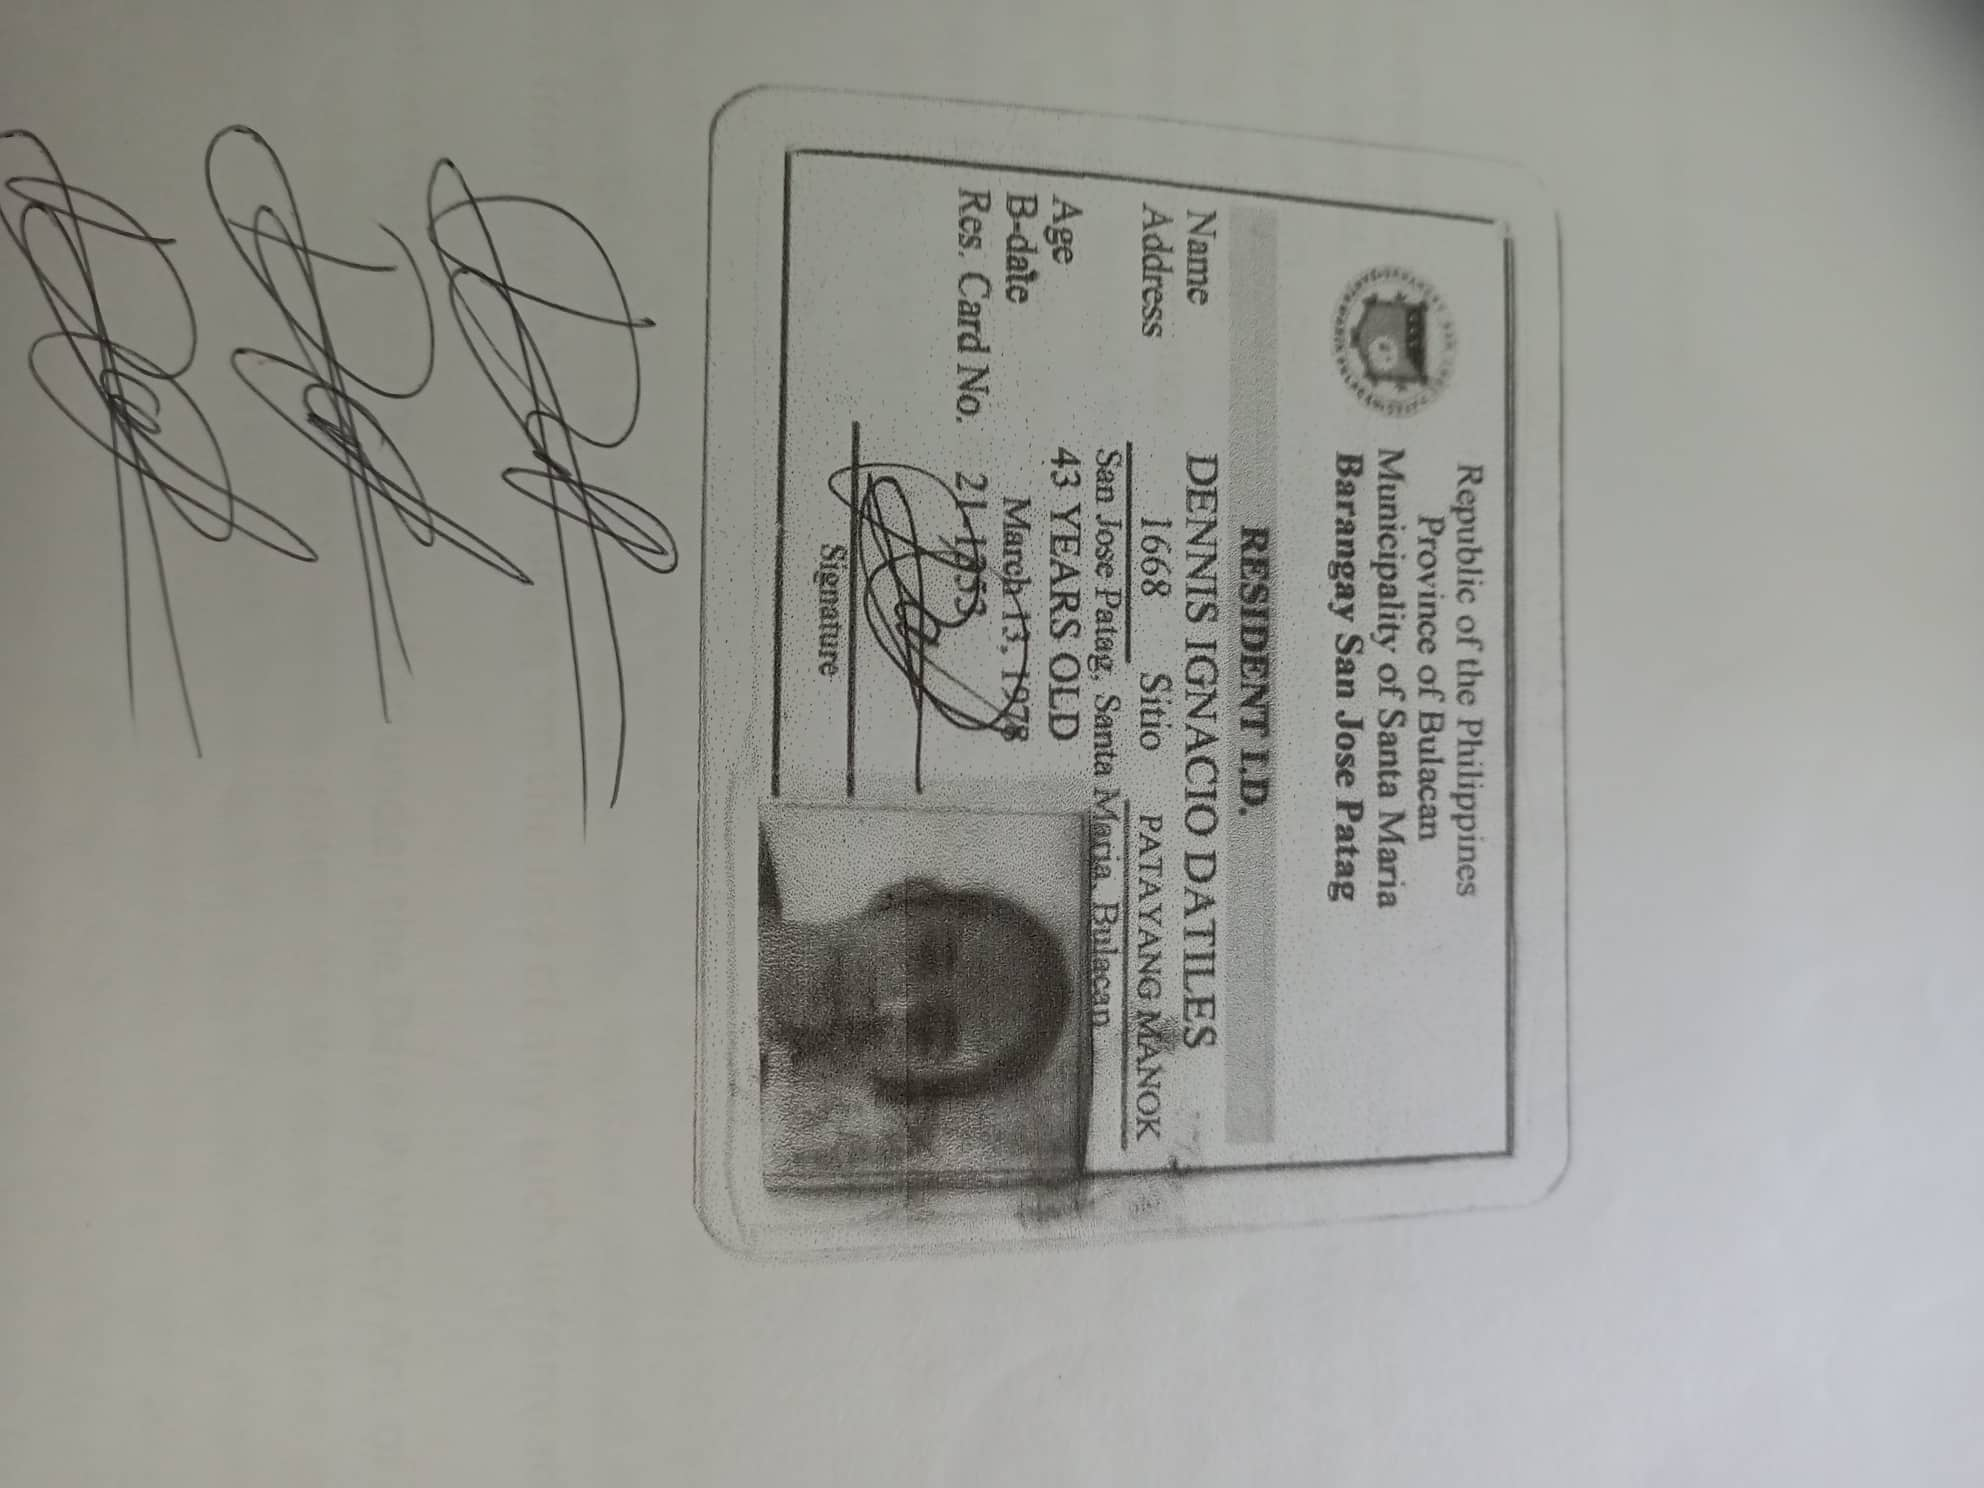 Republic of the Philippines
Province of Bulacan
Municipality of Santa Maria
Barangay San Jose Patag
RESIDENT I.D.
Name DENNIS IGNACIO DATILES
Address 1668 Sitio PATAYANG MANOK
San Jose Patag, Santa Maria, Bulacan
Age 43 YEARS OLD
B-date March 13, 1978
Res. Card No. 21-1253
Signature